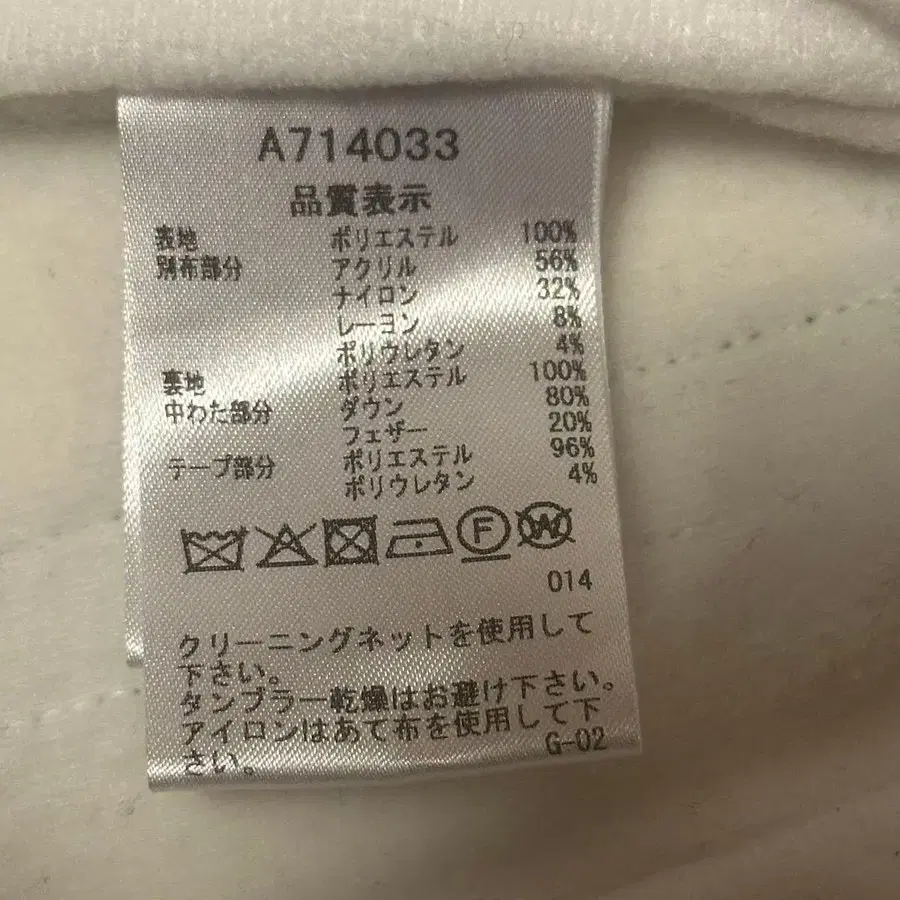 A714033
品質表示
表地 ポリエステル 100%
別布部分 アクリル 56%
ナイロン 32%
レーヨン 8%
ポリウレタン 4%
裏地 ポリエステル 100%
中わた部分 ダウン 80%
フェザー 20%
テープ部分 ポリエステル 96%
ポリウレタン 4%
F W
014
クリーニングネットを使用して
下さい。
タンブラー乾燥はお避け下さい。
アイロンはあて布を使用して下
さい。 G-02